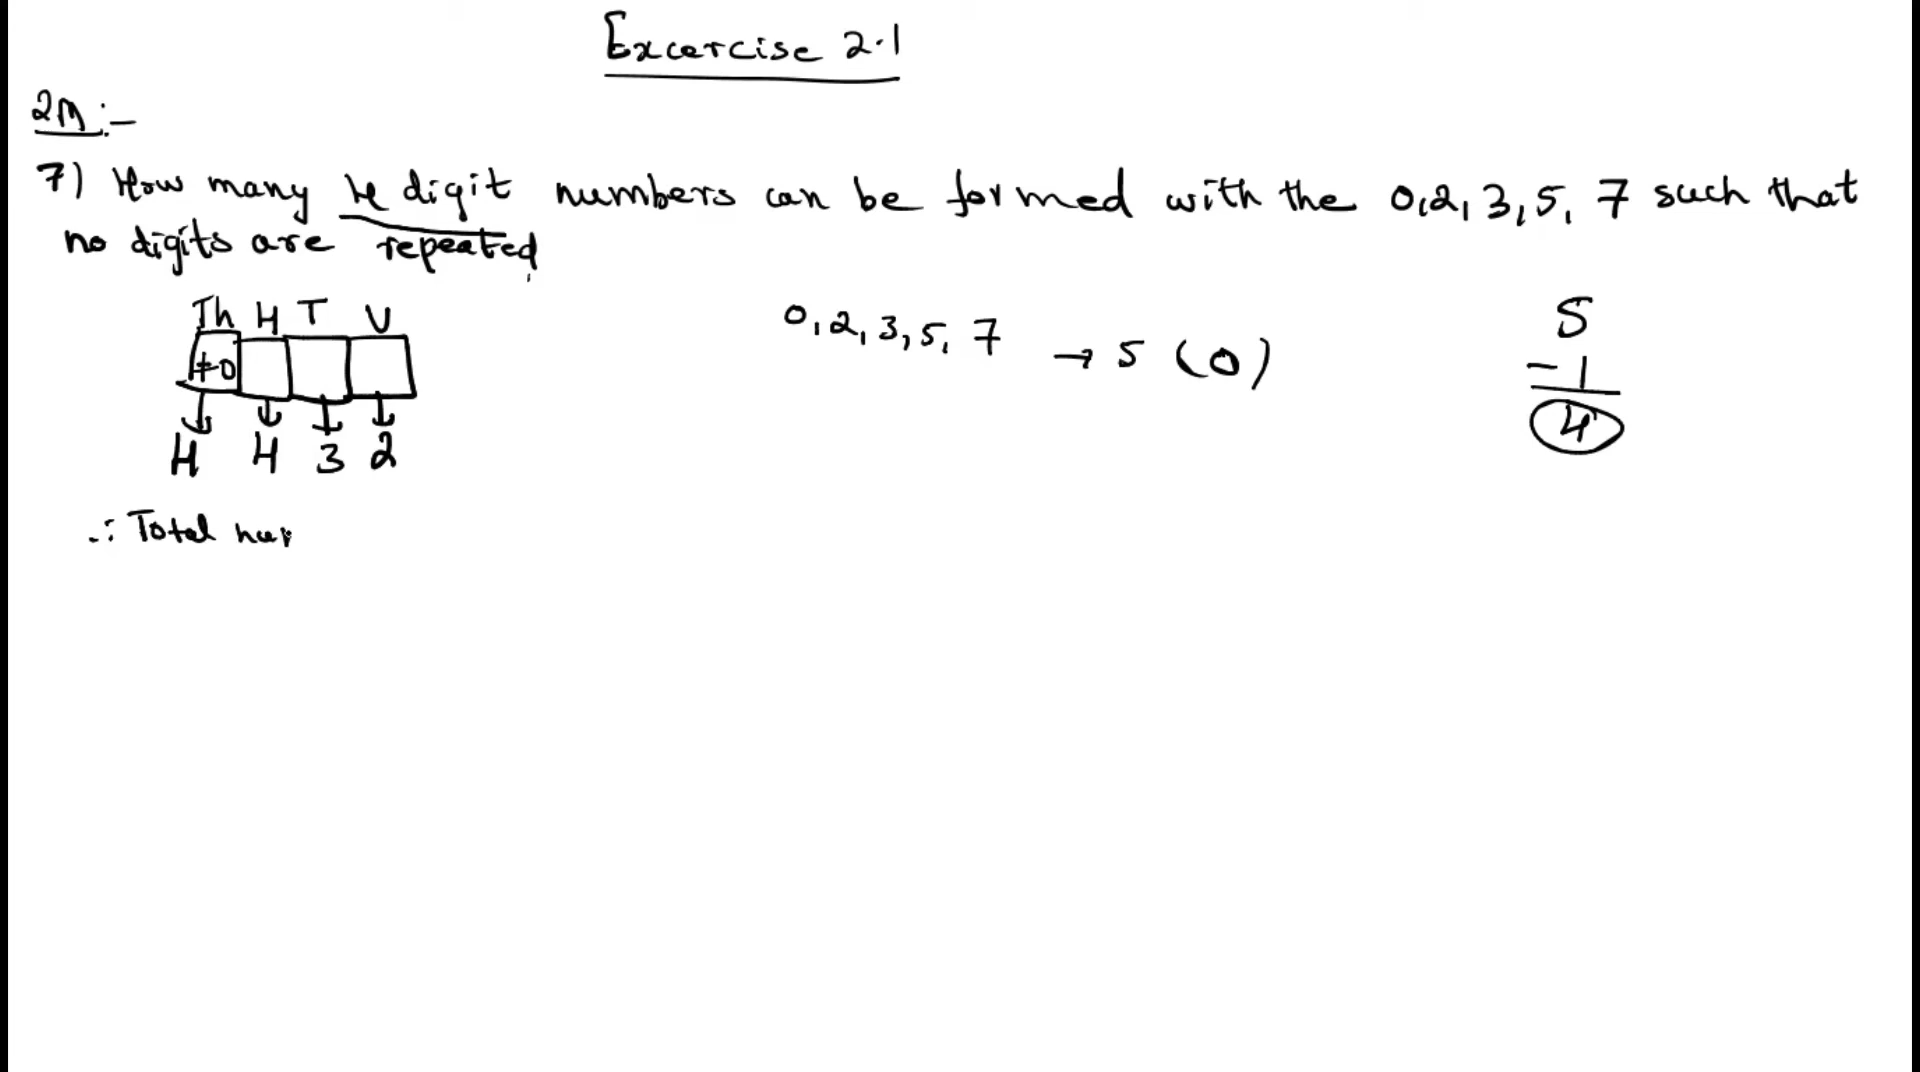 Excercise 2.1
2M:-
7) How many 4 digit numbers can be formed with the 0,2, 3, 5, 7 such that
no digits are repeated
Th H T U
≠0
4 4 3 2
0, 2, 3, 5, 7 → 5 (0)
5
- 1
4
∴ Total